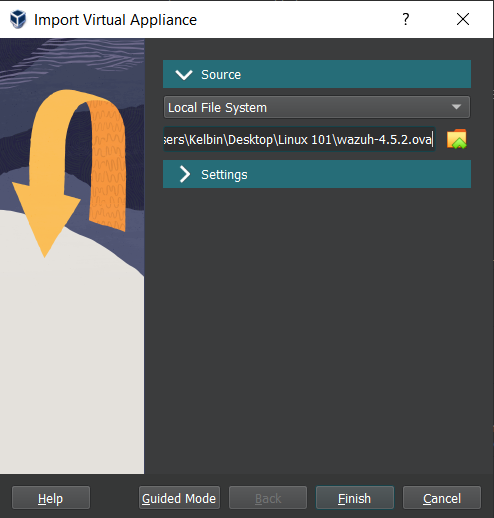 Import Virtual Appliance
?
Source
Local File System
sers\Kelbin\Desktop\Linux 101\wazuh-4.5.2.ova
Settings
Help
Guided Mode
Back
Finish
Cancel